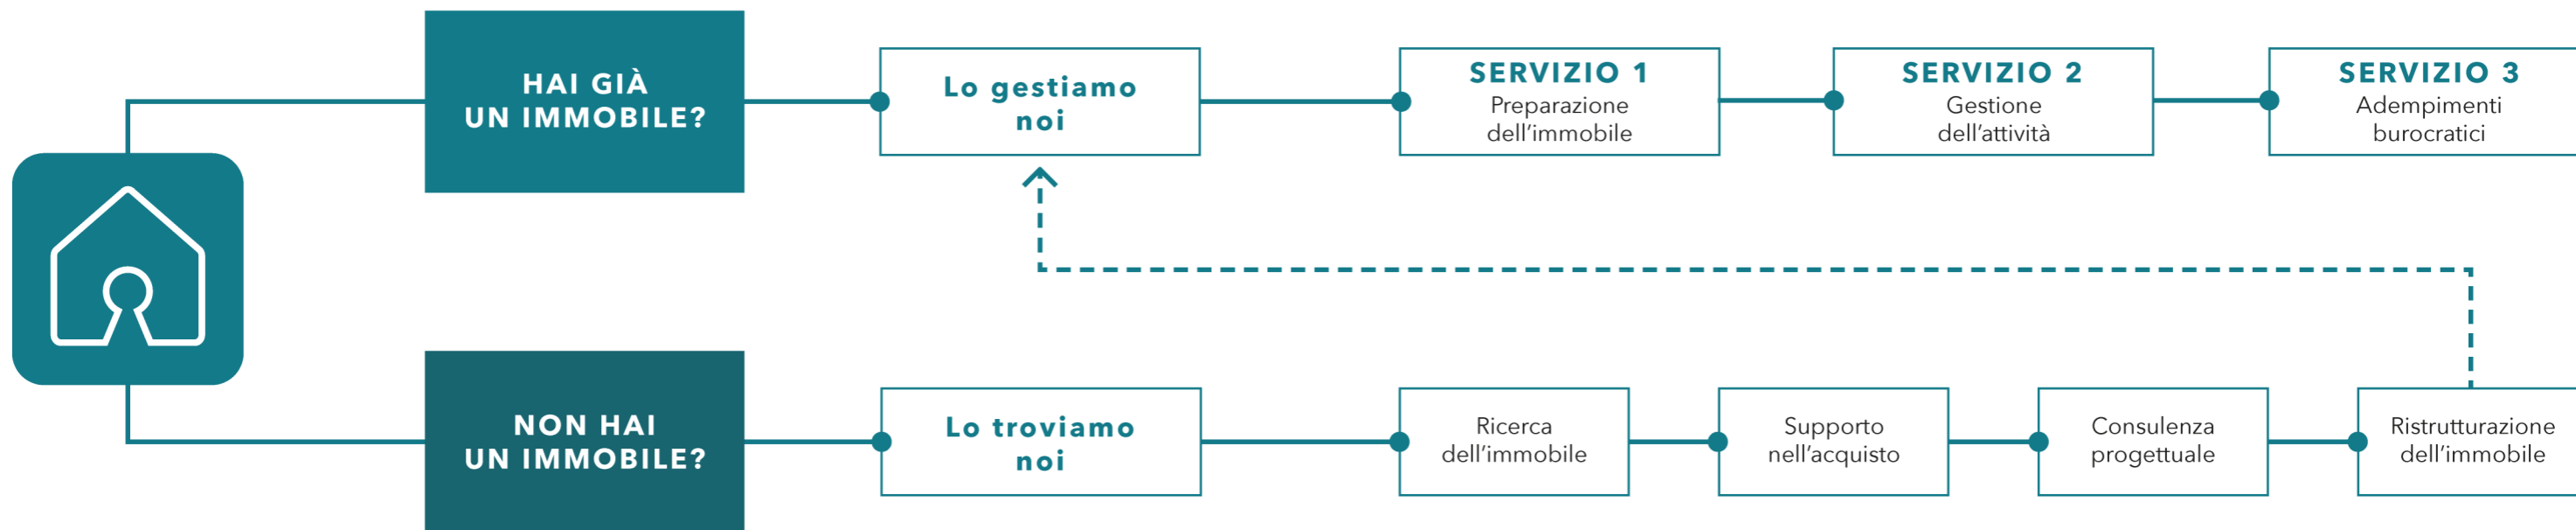 HAI GIÀ
UN IMMOBILE?
Lo gestiamo
noi
SERVIZIO 1
Preparazione
dell'immobile
SERVIZIO 2
Gestione
dell'attività
SERVIZIO 3
Adempimenti
burocratici
NON HAI
UN IMMOBILE?
Lo troviamo
noi
Ricerca
dell'immobile
Supporto
nell'acquisto
Consulenza
progettuale
Ristrutturazione
dell'immobile